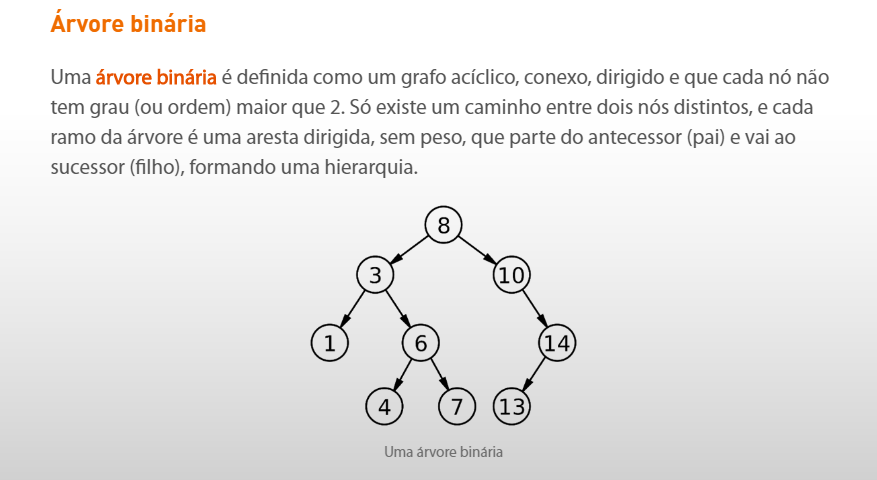 Árvore binária
Uma árvore binária é definida como um grafo acíclico, conexo, dirigido e que cada nó não
tem grau (ou ordem) maior que 2. Só existe um caminho entre dois nós distintos, e cada
ramo da árvore é uma aresta dirigida, sem peso, que parte do antecessor (pai) e vai ao
sucessor (filho), formando uma hierarquia.
8
3 10
1 6 14
4 7 13
Uma árvore binária